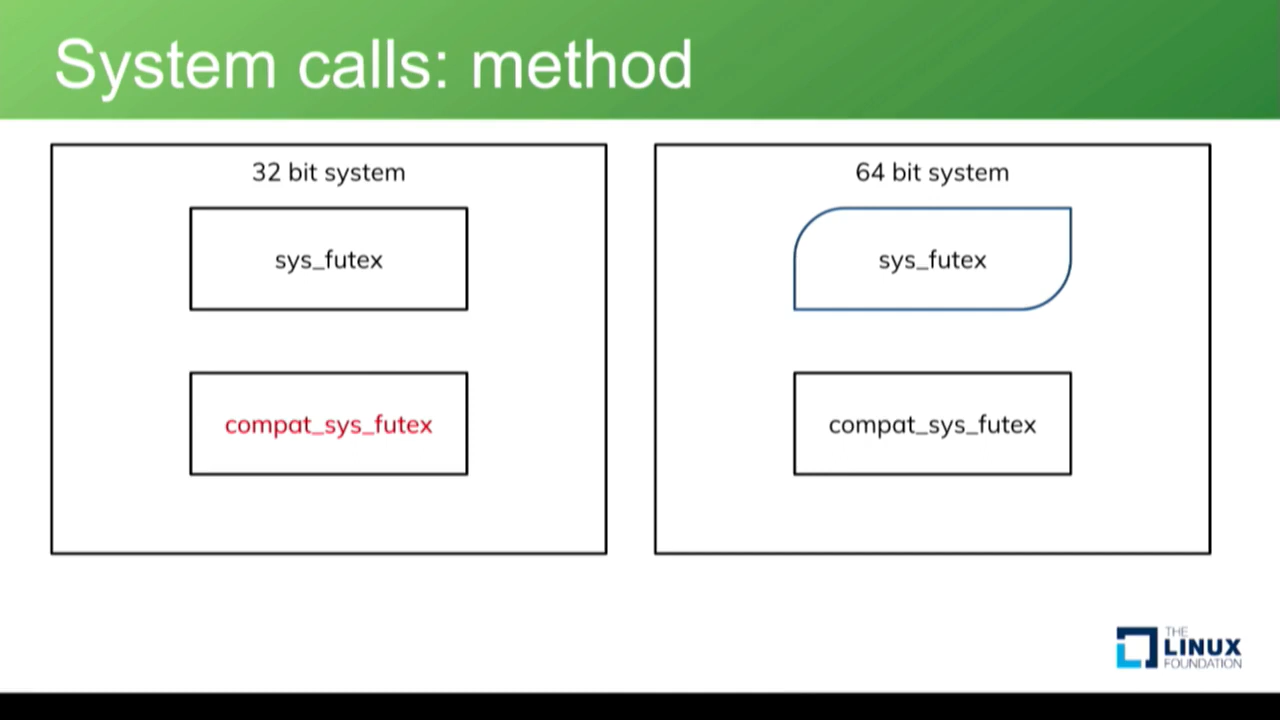 System calls: method
32 bit system
sys_futex
compat_sys_futex
64 bit system
sys_futex
compat_sys_futex
THE
LINUX
FOUNDATION